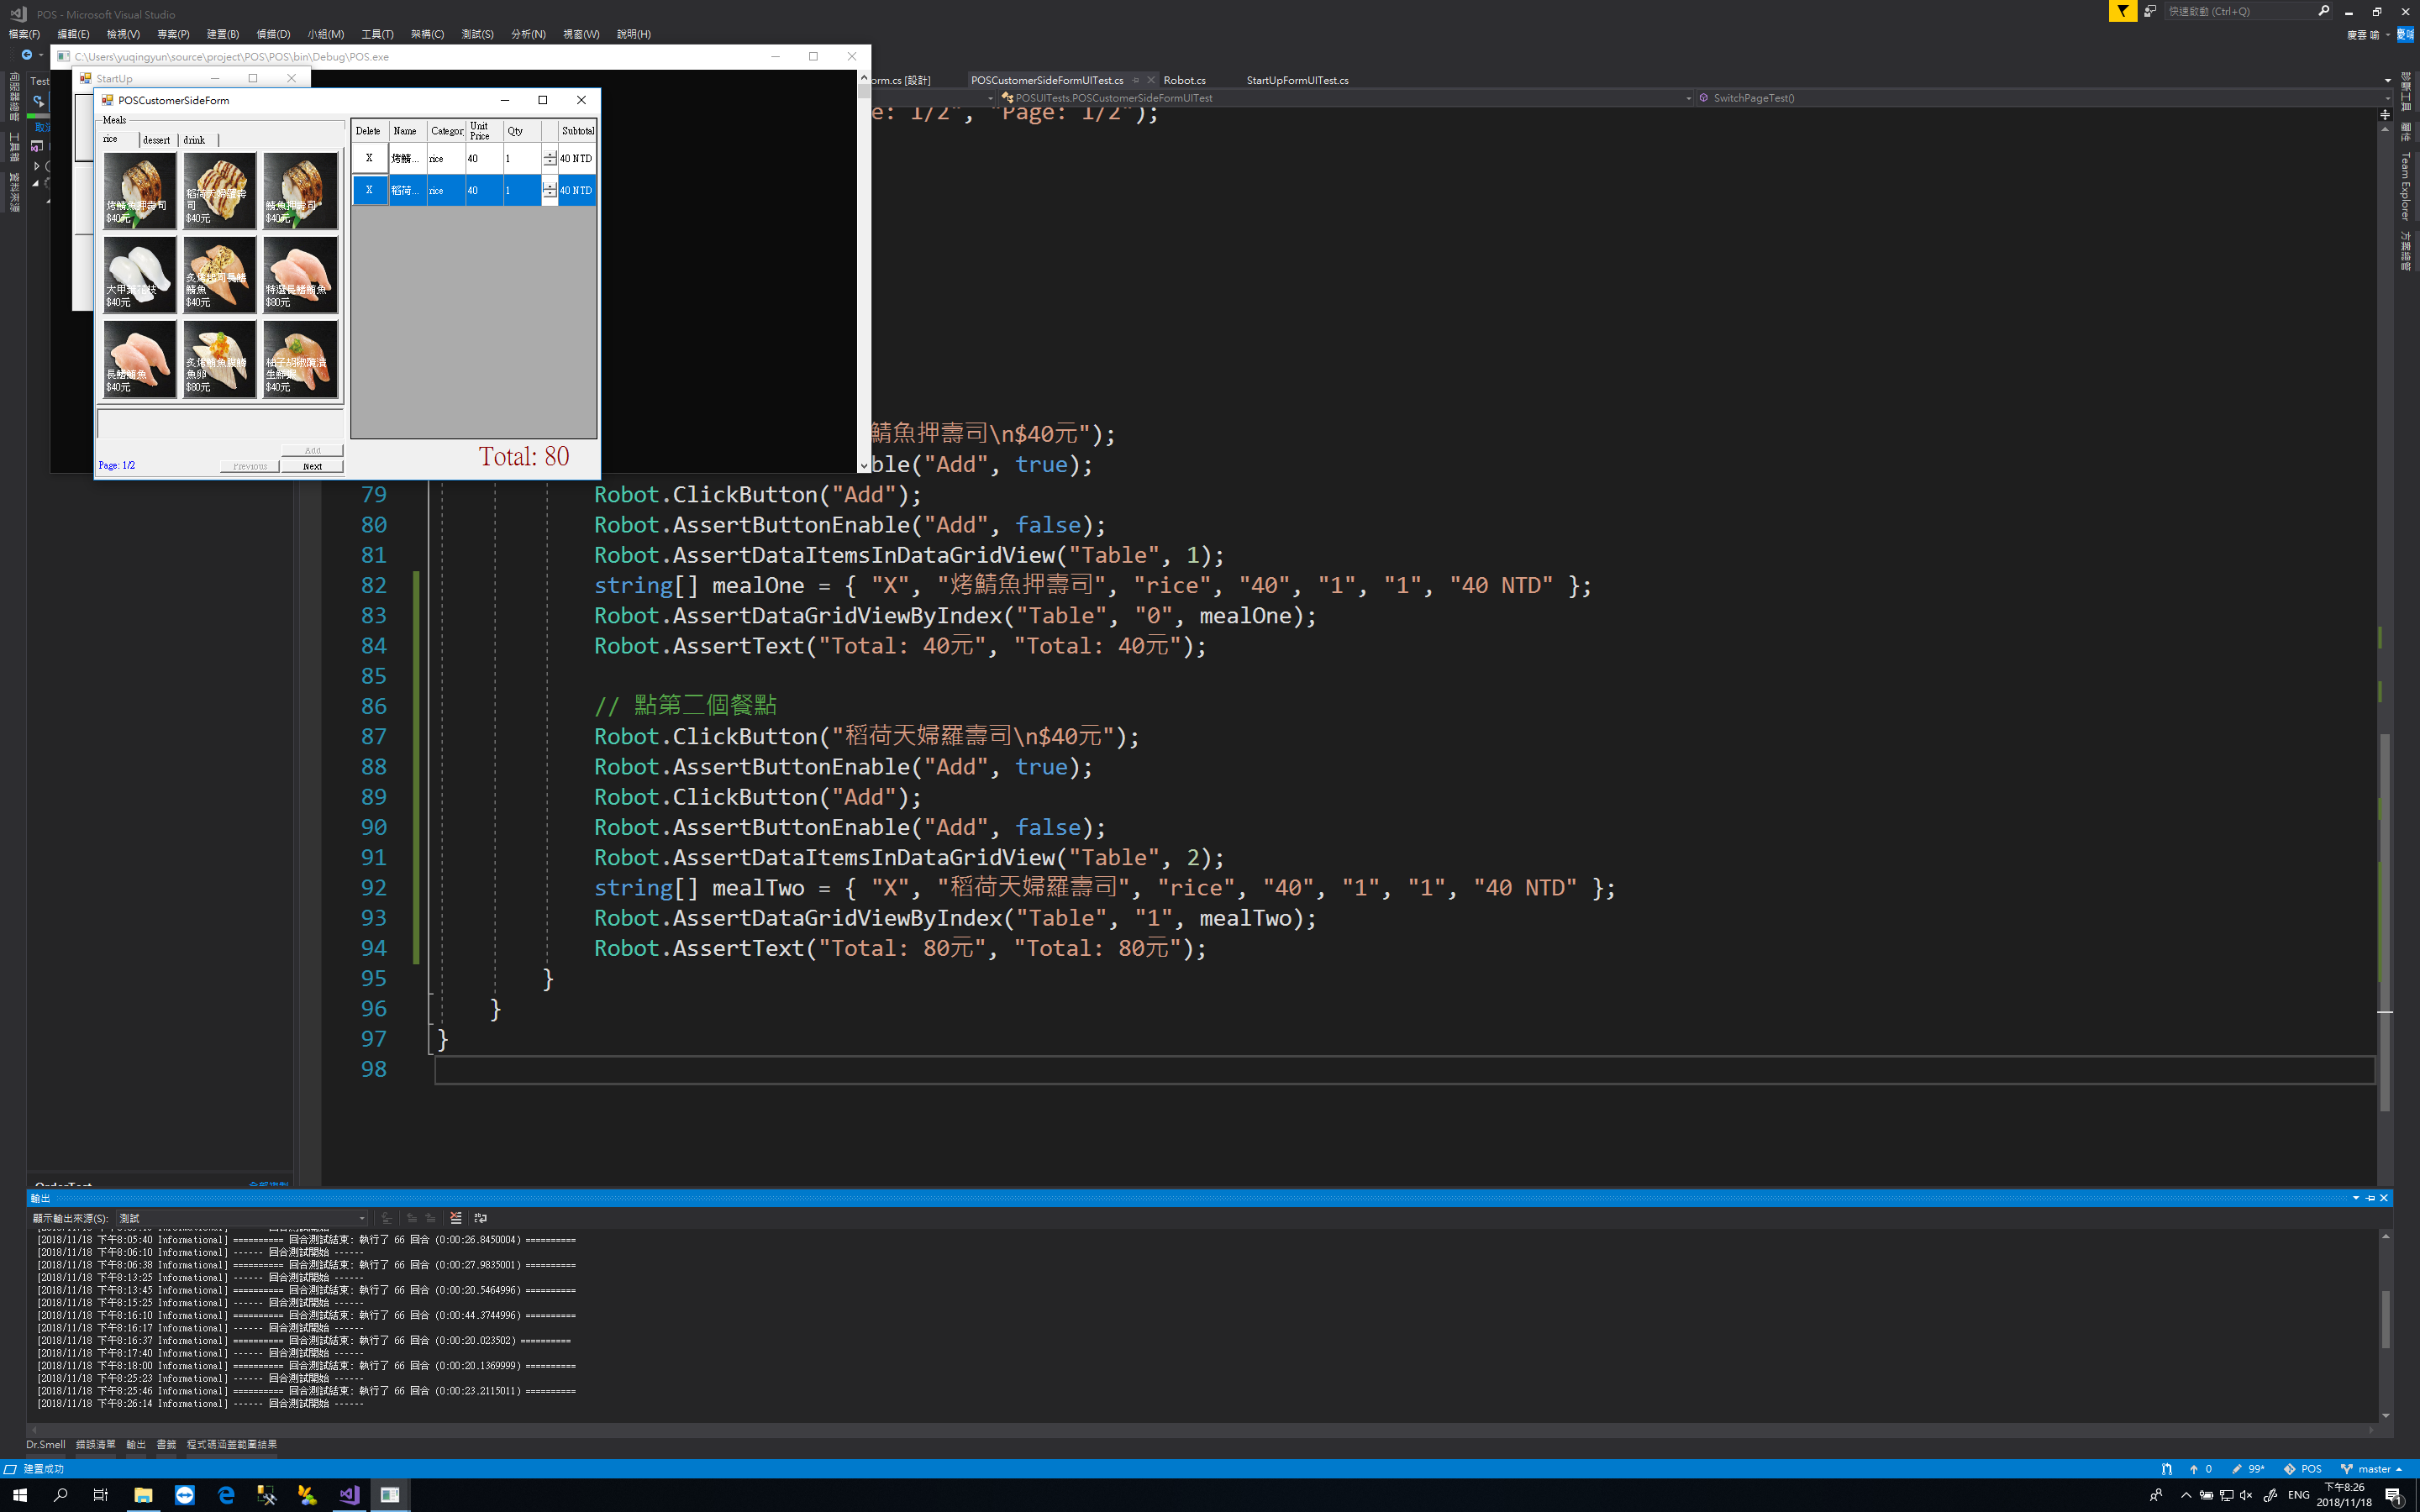 POS - Microsoft Visual Studio
快速啟動 (Ctrl+Q)
檔案(F) 編輯(E) 檢視(V) 專案(P) 建置(B) 偵錯(D) 小組(M) 工具(T) 架構(C) 測試(S) 分析(N) 視窗(W) 說明(H)
慶雲 喻
C:\Users\yuqingyun\source\project\POS\POS\bin\Debug\POS.exe
StartUp
Test
orm.cs [設計] POSCustomerSideFormUITest.cs Robot.cs StartUpFormUITest.cs
POSUITests.POSCustomerSideFormUITest SwitchPageTest()
POSCustomerSideForm
Meals
rice dessert drink
烤鯖魚押壽司
$40元
稻荷天婦羅壽司
$40元
鯖魚押壽司
$40元
$40元
$40元
特選長鰭鮪魚
$80元
長鰭鮪魚
$40元
$80元
$40元
Delete Name Categor Unit Price Qty Subtotal
X 烤鯖... rice 40 1 40 NTD
X 稻荷... rice 40 1 40 NTD
Total: 80
Add
Page: 1/2 Previous Next
e: 1/2", "Page: 1/2");
鯖魚押壽司\n$40元");
ble("Add", true);
79 Robot.ClickButton("Add");
80 Robot.AssertButtonEnable("Add", false);
81 Robot.AssertDataItemsInDataGridView("Table", 1);
82 string[] mealOne = { "X", "烤鯖魚押壽司", "rice", "40", "1", "1", "40 NTD" };
83 Robot.AssertDataGridViewByIndex("Table", "0", mealOne);
84 Robot.AssertText("Total: 40元", "Total: 40元");
85
86 // 點第二個餐點
87 Robot.ClickButton("稻荷天婦羅壽司\n$40元");
88 Robot.AssertButtonEnable("Add", true);
89 Robot.ClickButton("Add");
90 Robot.AssertButtonEnable("Add", false);
91 Robot.AssertDataItemsInDataGridView("Table", 2);
92 string[] mealTwo = { "X", "稻荷天婦羅壽司", "rice", "40", "1", "1", "40 NTD" };
93 Robot.AssertDataGridViewByIndex("Table", "1", mealTwo);
94 Robot.AssertText("Total: 80元", "Total: 80元");
95 }
96 }
97 }
98
診斷工具
屬性
Team Explorer
方案總管
輸出
顯示輸出來源(S): 測試
[2018/11/18 下午8:05:40 Informational] ========== 回合測試結束: 執行了 66 回合 (0:00:26.8450004) ==========
[2018/11/18 下午8:06:10 Informational] ------ 回合測試開始 ------
[2018/11/18 下午8:06:38 Informational] ========== 回合測試結束: 執行了 66 回合 (0:00:27.9835001) ==========
[2018/11/18 下午8:13:25 Informational] ------ 回合測試開始 ------
[2018/11/18 下午8:13:45 Informational] ========== 回合測試結束: 執行了 66 回合 (0:00:20.5464996) ==========
[2018/11/18 下午8:15:25 Informational] ------ 回合測試開始 ------
[2018/11/18 下午8:16:10 Informational] ========== 回合測試結束: 執行了 66 回合 (0:00:44.3744996) ==========
[2018/11/18 下午8:16:17 Informational] ------ 回合測試開始 ------
[2018/11/18 下午8:16:37 Informational] ========== 回合測試結束: 執行了 66 回合 (0:00:20.023502) ==========
[2018/11/18 下午8:17:40 Informational] ------ 回合測試開始 ------
[2018/11/18 下午8:18:00 Informational] ========== 回合測試結束: 執行了 66 回合 (0:00:20.1369999) ==========
[2018/11/18 下午8:25:23 Informational] ------ 回合測試開始 ------
[2018/11/18 下午8:25:46 Informational] ========== 回合測試結束: 執行了 66 回合 (0:00:23.2115011) ==========
[2018/11/18 下午8:26:14 Informational] ------ 回合測試開始 ------
Dr.Smell 錯誤清單 輸出 書籤 程式碼涵蓋範圍結果
建置成功
0 99* POS master
ENG
下午8:26
2018/11/18